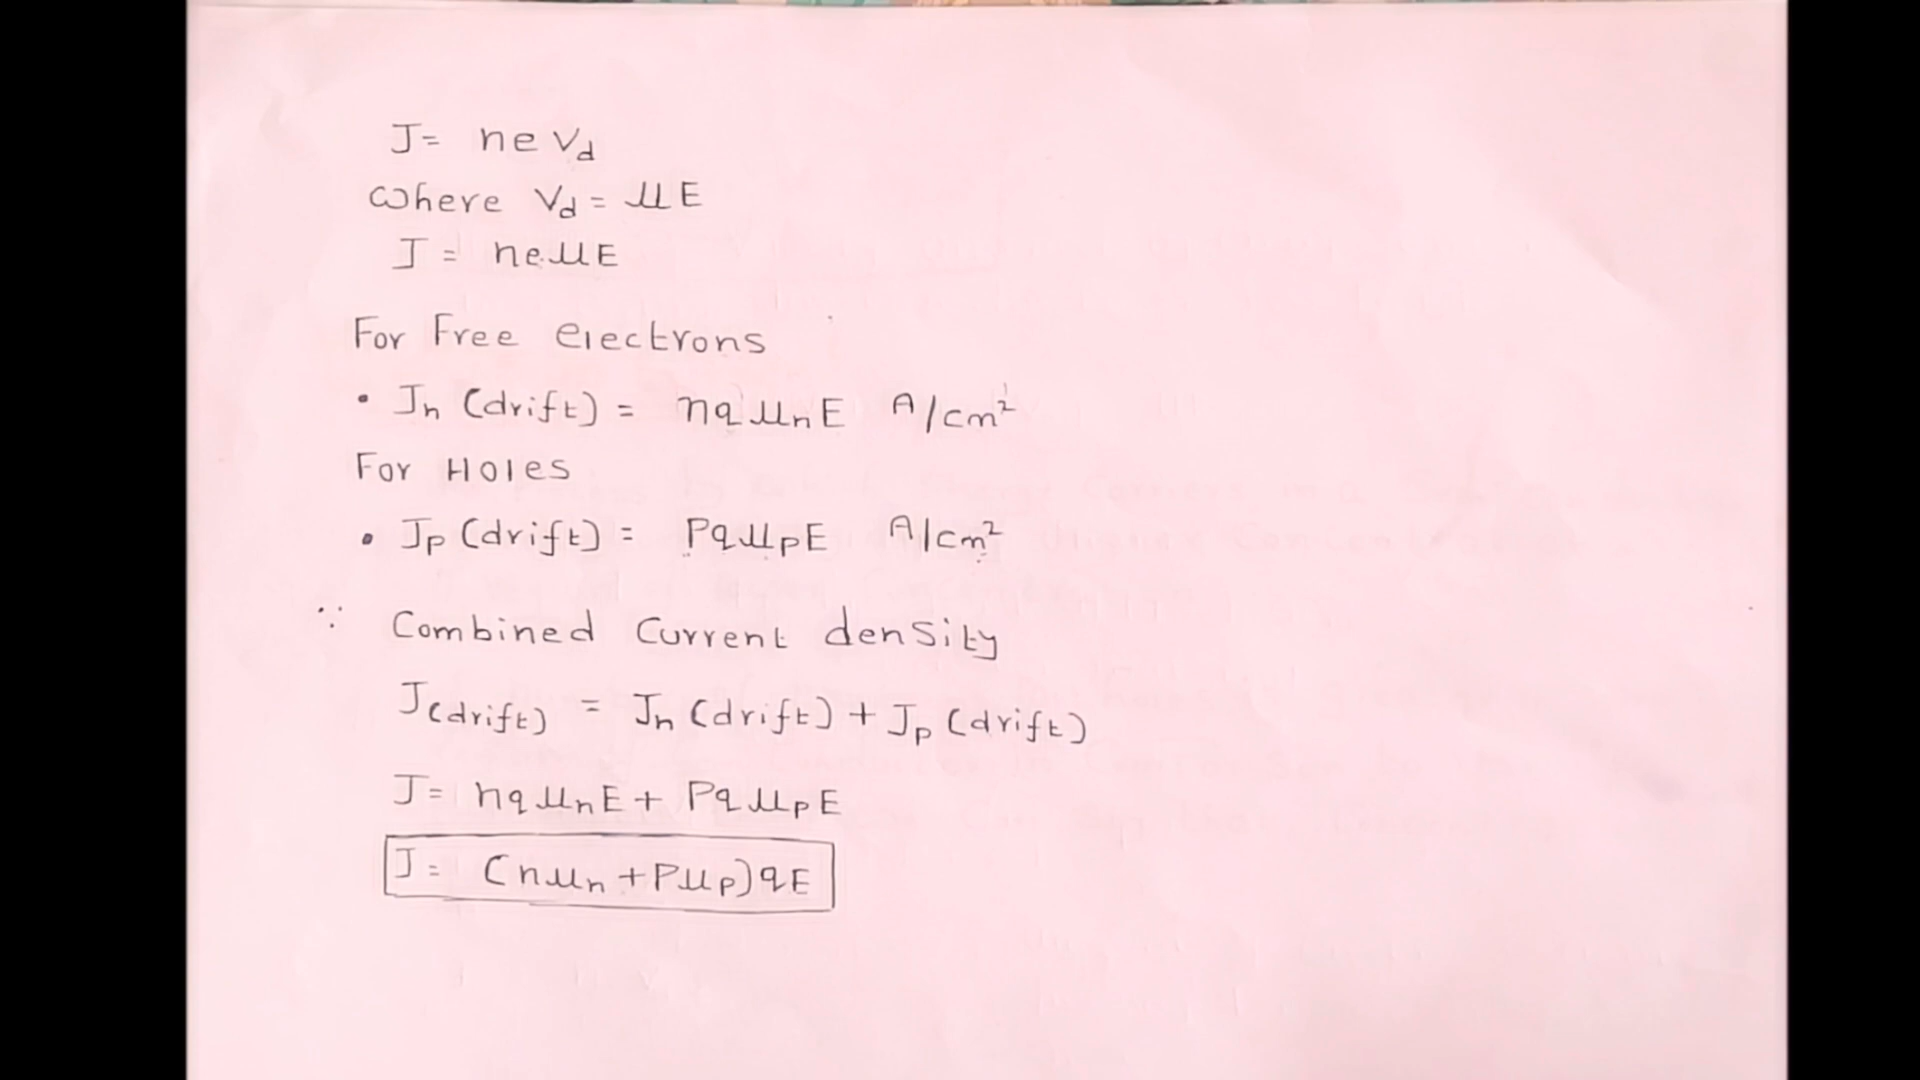 J= ne Vd
where Vd = μE
J = neμE
For Free electrons
• Jn (drift) = nqμnE A/cm²
For Holes
• Jp (drift) = PqμpE A/cm²
∵ Combined Current density
J(drift) = Jn (drift) + Jp (drift)
J= nqμnE + PqμpE
J= (nμn + Pμp)qE